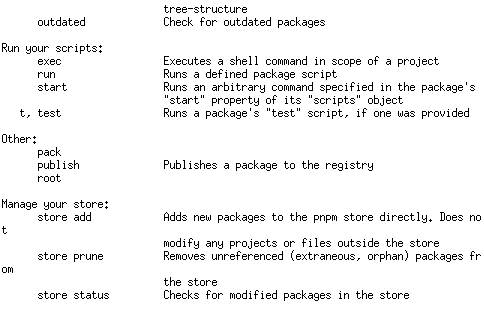 tree-structure
outdated Check for outdated packages
Run your scripts:
exec Executes a shell command in scope of a project
run Runs a defined package script
start Runs an arbitrary command specified in the package's
"start" property of its "scripts" object
t, test Runs a package's "test" script, if one was provided
Other:
pack
publish Publishes a package to the registry
root
Manage your store:
store add Adds new packages to the pnpm store directly. Does no
t
modify any projects or files outside the store
store prune Removes unreferenced (extraneous, orphan) packages fr
om
the store
store status Checks for modified packages in the store